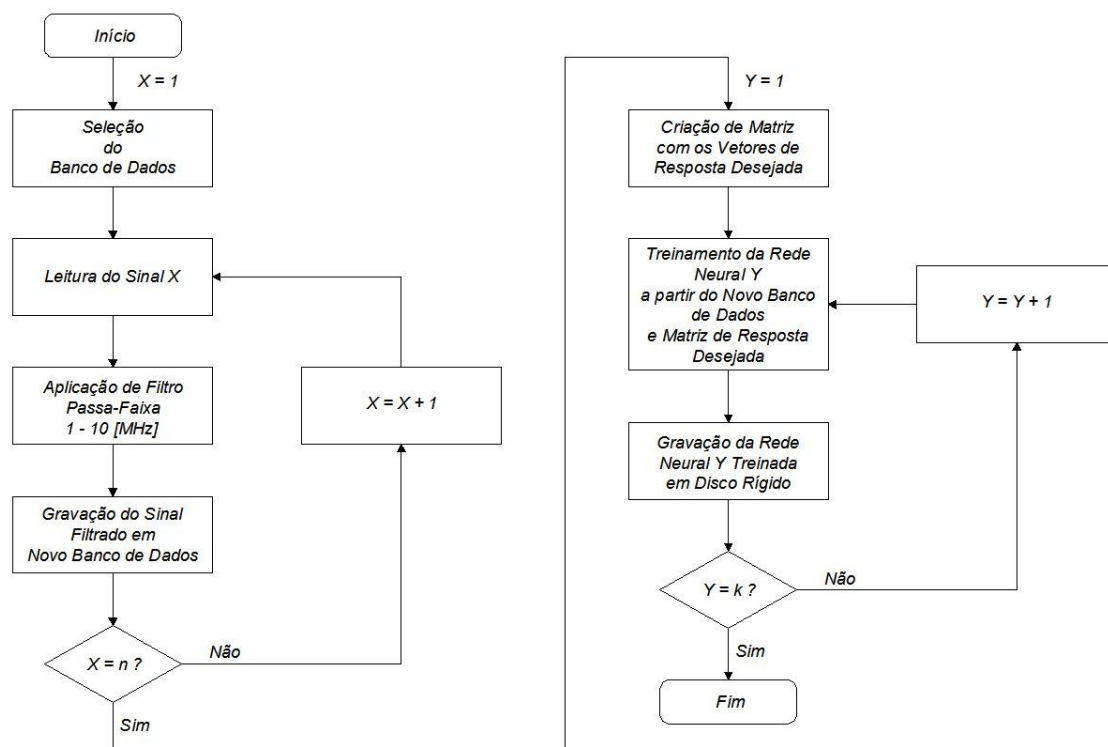 Início
X = 1
Seleção
do
Banco de Dados
Leitura do Sinal X
Aplicação de Filtro
Passa-Faixa
1 - 10 [MHz]
X = X + 1
Gravação do Sinal
Filtrado em
Novo Banco de Dados
X = n ?
Não
Sim
Y = 1
Criação de Matriz
com os Vetores de
Resposta Desejada
Treinamento da Rede
Neural Y
a partir do Novo Banco
de Dados
e Matriz de Resposta
Desejada
Y = Y + 1
Gravação da Rede
Neural Y Treinada
em Disco Rígido
Y = k ?
Não
Sim
Fim